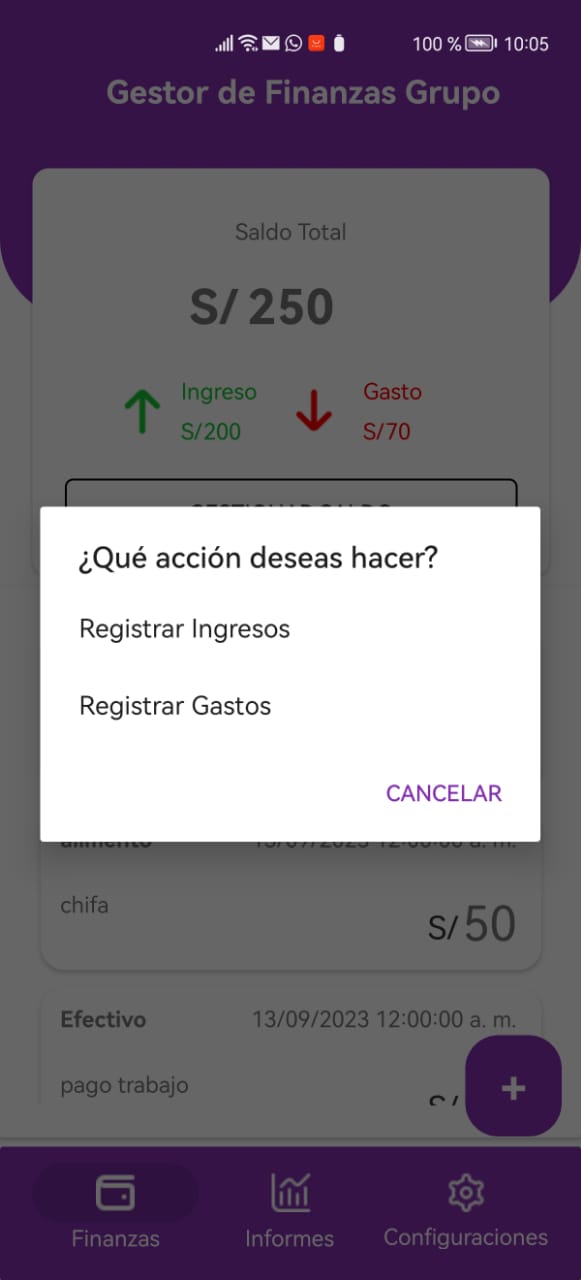 100 % 10:05
Gestor de Finanzas Grupo
Saldo Total
S/ 250
Ingreso
S/200
Gasto
S/70
¿Qué acción deseas hacer?
Registrar Ingresos
Registrar Gastos
CANCELAR
alimento 13/09/2023 12:00:00 a. m.
chifa
S/ 50
Efectivo 13/09/2023 12:00:00 a. m.
pago trabajo
S/
+
Finanzas Informes Configuraciones